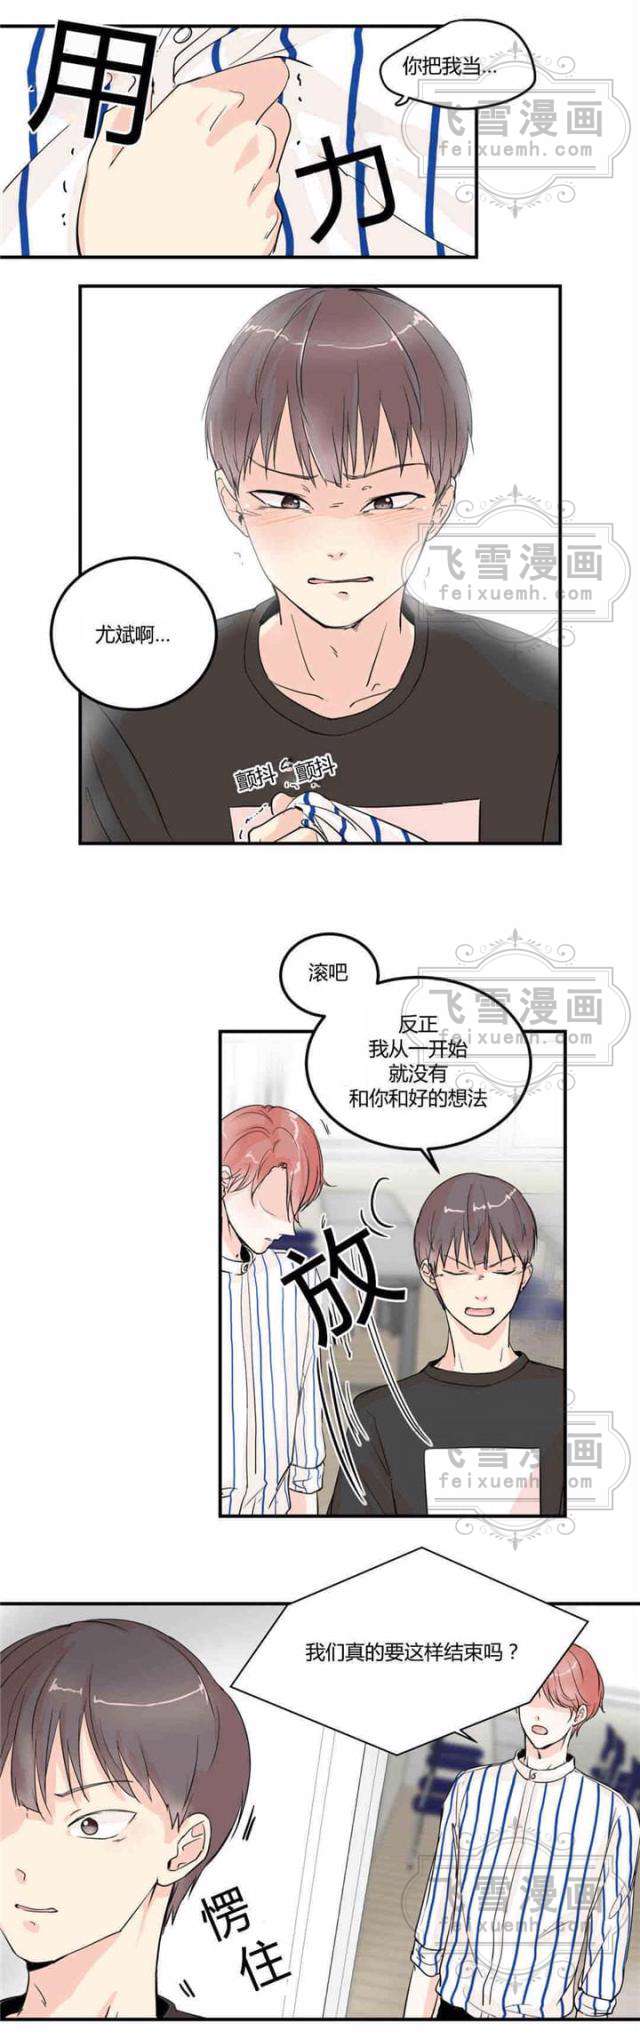 用
你把我当...
飞雪漫画
feixuemh.com
力
飞雪漫画
feixuemh.com
尤斌啊...
颤抖 颤抖
滚吧
飞雪漫画
feixuemh.com
反正
我从一开始
就没有
和你和好的想法
放
飞雪漫画
feixuemh.com
我们真的要这样结束吗？
飞雪漫画
feixuemh.com
愣
住